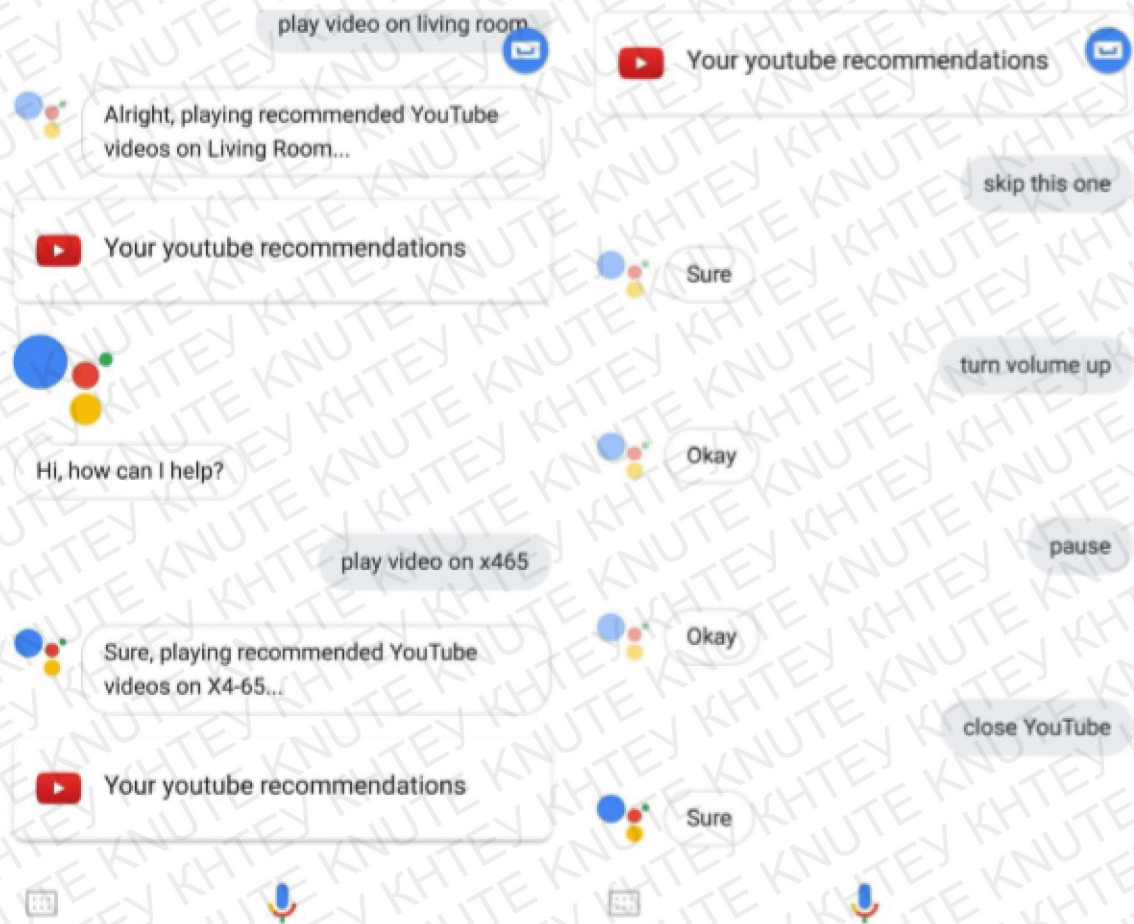 play video on living room
Alright, playing recommended YouTube
videos on Living Room...
Your youtube recommendations
Hi, how can I help?
play video on x465
Sure, playing recommended YouTube
videos on X4-65...
Your youtube recommendations
Your youtube recommendations
skip this one
Sure
turn volume up
Okay
pause
Okay
close YouTube
Sure